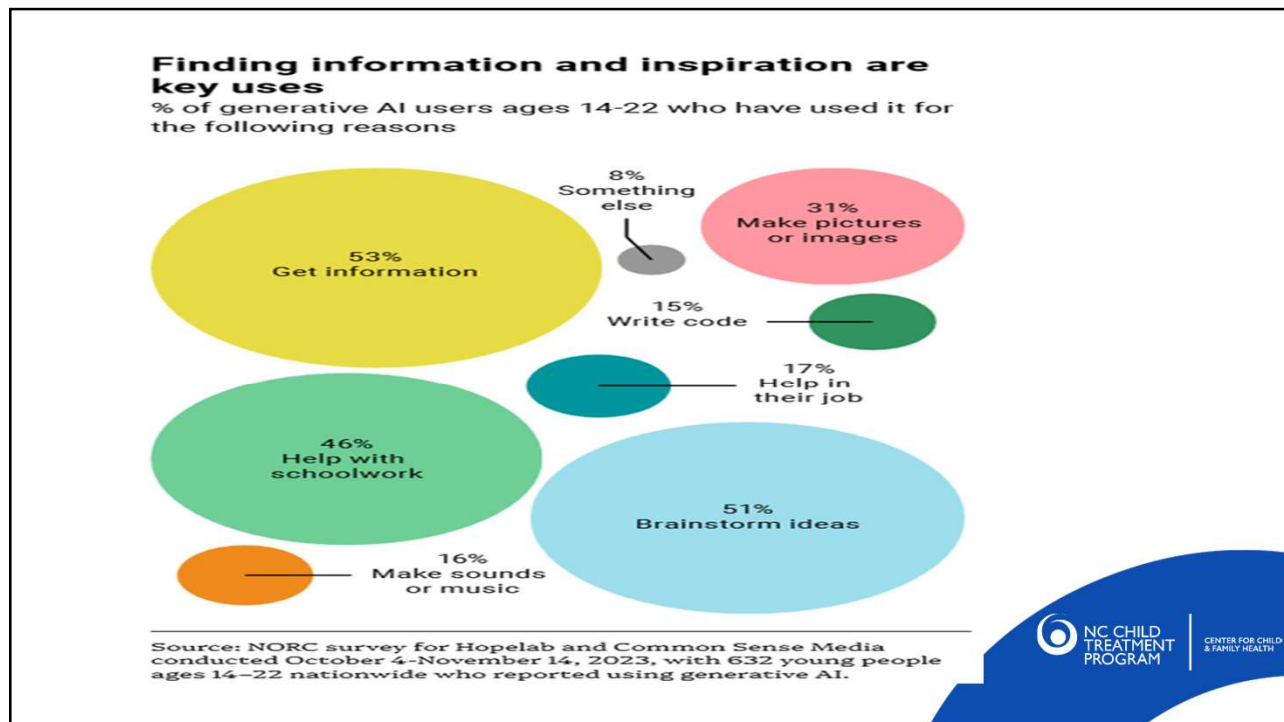 Finding information and inspiration are
key uses
% of generative AI users ages 14-22 who have used it for
the following reasons
53%
Get information
8%
Something
else
31%
Make pictures
or images
15%
Write code
17%
Help in
their job
46%
Help with
schoolwork
51%
Brainstorm ideas
16%
Make sounds
or music
Source: NORC survey for Hopelab and Common Sense Media
conducted October 4-November 14, 2023, with 632 young people
ages 14–22 nationwide who reported using generative AI.
NC CHILD
TREATMENT
PROGRAM
CENTER FOR CHILD
& FAMILY HEALTH